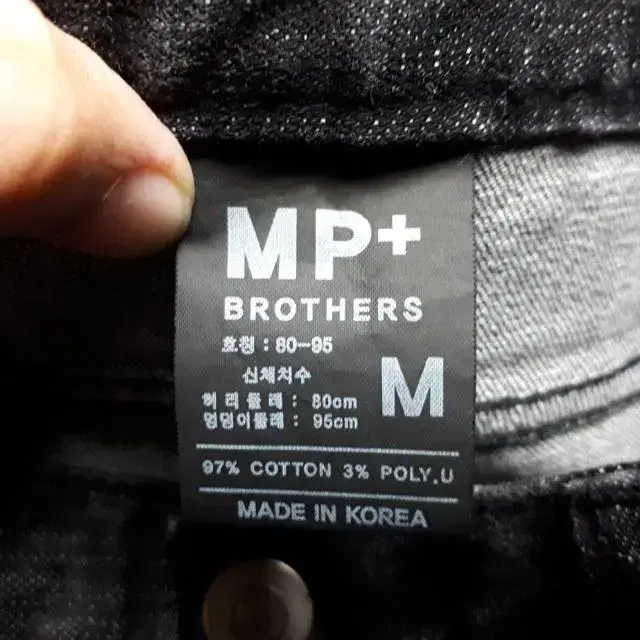 MP+
BROTHERS
호칭 : 80-95
신체치수
허리둘레 : 80cm
엉덩이둘레 : 95cm
M
97% COTTON 3% POLY.U
MADE IN KOREA